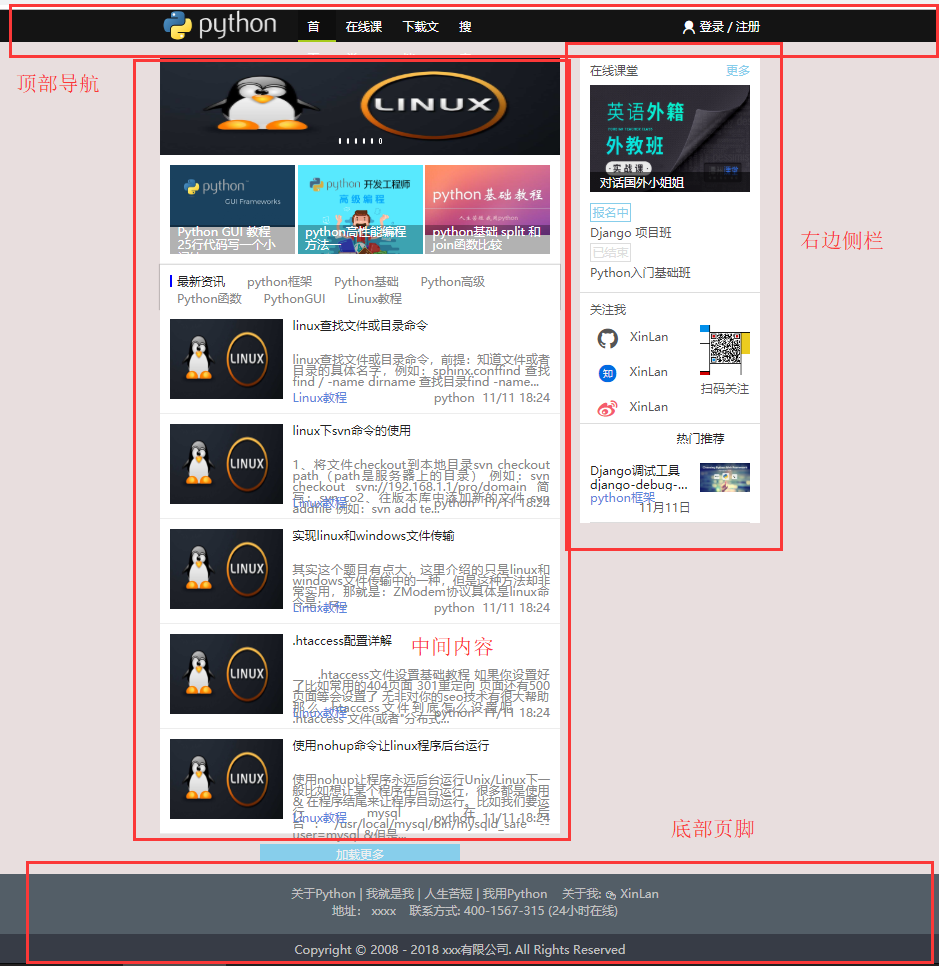 python 首 在线课 下载文 搜 登录 / 注册
顶部导航
LINUX
python
GUI Frameworks
Python GUI 教程
25行代码写一个小
python 开发工程师
高级编程
python高性能编程
方法一
python基础教程
人生苦短 我用python
python基础 split 和
join函数比较
最新资讯 python框架 Python基础 Python高级
Python函数 PythonGUI Linux教程
LINUX
linux查找文件或目录命令
linux查找文件或目录命令，前提：知道文件或者
目录的具体名字，例如：sphinx.conffind 查找
find / -name dirname 查找目录find -name...
Linux教程 python 11/11 18:24
LINUX
linux下svn命令的使用
1、将文件checkout到本地目录svn checkout
path（path是服务器上的目录） 例如：svn
checkout svn://192.168.1.1/pro/domain 简
写：svn co2、往版本库中添加新的文件 svn
addfile 例如：svn add te...
Linux教程 python 11/11 18:24
LINUX
实现linux和windows文件传输
其实这个题目有点大，这里介绍的只是linux和
windows文件传输中的一种，但是这种方法却非
常实用，那就是：ZModem协议具体是linux命
Linux教程 python 11/11 18:24
LINUX
.htaccess配置详解
中间内容
.htaccess文件设置基础教程 如果你设置好
了比如常用的404页面 301重定向 页面还有500
页面等会设置了 无非对你的seo技术有很大帮助
那么 .htaccess文件到底怎么设置呢
.htaccess 文件(或者"分布式...
Linux教程 python 11/11 18:24
LINUX
使用nohup命令让linux程序后台运行
使用nohup让程序永远后台运行Unix/Linux下一
般比如想让某个程序在后台运行，很多都是使用
& 在程序结尾来让程序自动运行。比如我们要运
行 mysql 在 后
台： /usr/local/mysql/bin/mysqld_safe --
user=mysql &但是...
Linux教程 python 11/11 18:24
加载更多
在线课堂 更多
英语外籍
外教班
实战课
对话国外小姐姐
报名中
Django 项目班
已结束
Python入门基础班
右边侧栏
关注我
XinLan
知 XinLan
XinLan
扫码关注
热门推荐
Django调试工具
django-debug-...
python框架
11月11日
底部页脚
关于Python | 我就是我 | 人生苦短 | 我用Python 关于我: XinLan
地址： xxxx 联系方式: 400-1567-315 (24小时在线)
Copyright © 2008 - 2018 xxx有限公司. All Rights Reserved